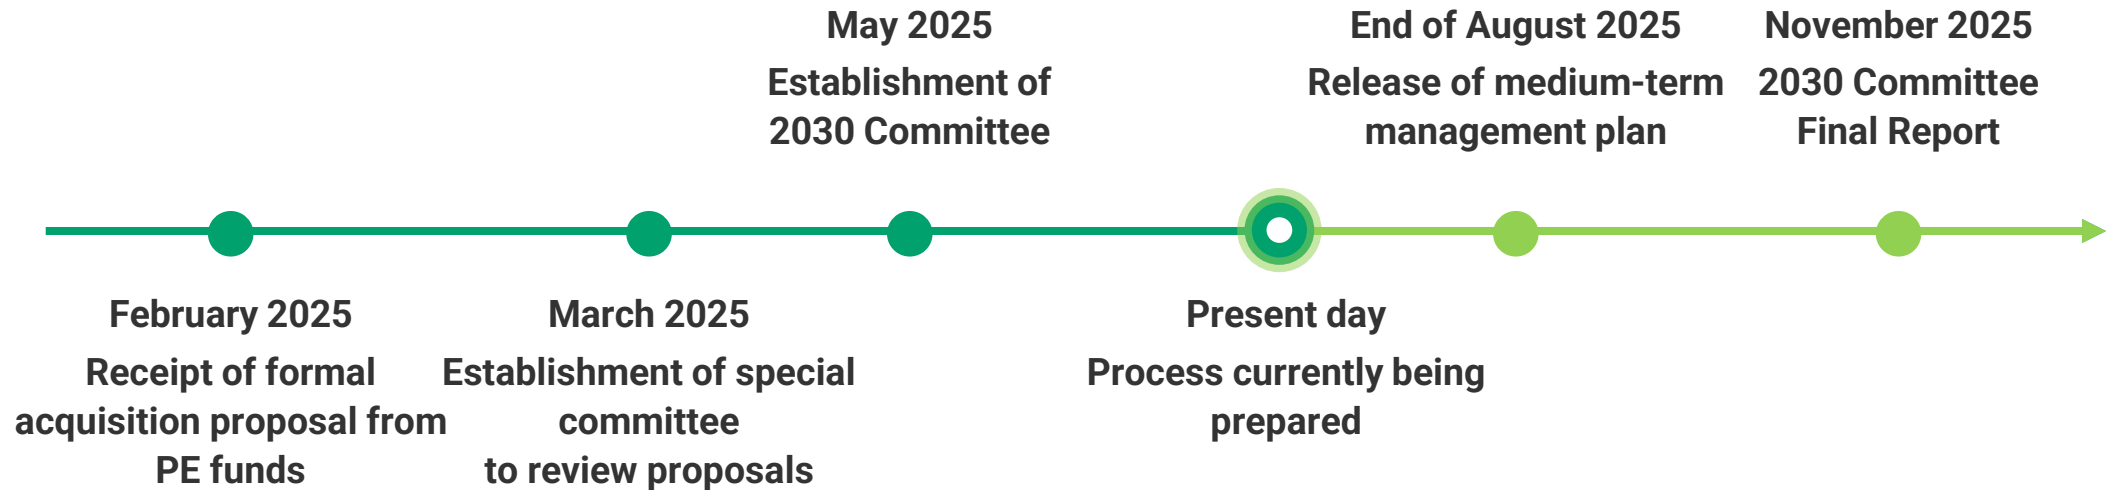 May 2025
Establishment of
2030 Committee
End of August 2025
Release of medium-term
management plan
November 2025
2030 Committee
Final Report
February 2025
Receipt of formal
acquisition proposal from
PE funds
March 2025
Establishment of special
committee
to review proposals
Present day
Process currently being
prepared